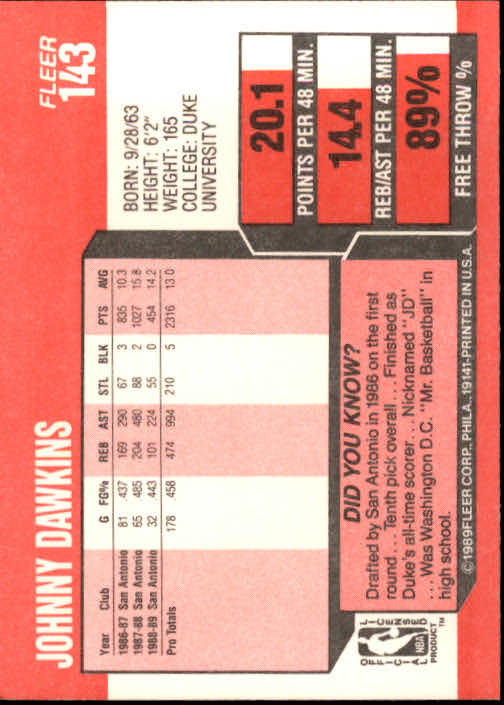 JOHNNY DAWKINS
FLEER
143
Year Club G FG% REB AST STL BLK PTS AVG
1986-87 San Antonio 81 437 169 290 67 3 835 10.3
1987-88 San Antonio 65 485 204 480 88 2 1027 15.8
1988-89 San Antonio 32 443 101 224 55 0 454 14.2
Pro Totals 178 458 474 994 210 5 2316 13.0
BORN: 9/28/63
HEIGHT: 6'2"
WEIGHT: 165
COLLEGE: DUKE
UNIVERSITY
20.1
POINTS PER 48 MIN.
14.4
REB/AST PER 48 MIN.
89%
FREE THROW %
DID YOU KNOW?
Drafted by San Antonio in 1986 on the first
round... Tenth pick overall... Finished as
Duke's all-time scorer... Nicknamed "JD"
... Was Washington D.C. "Mr. Basketball" in
high school.
OFFICIAL LICENSED
NBA
PRODUCT™
©1989FLEER CORP., PHILA., 19141-PRINTED IN U.S.A.